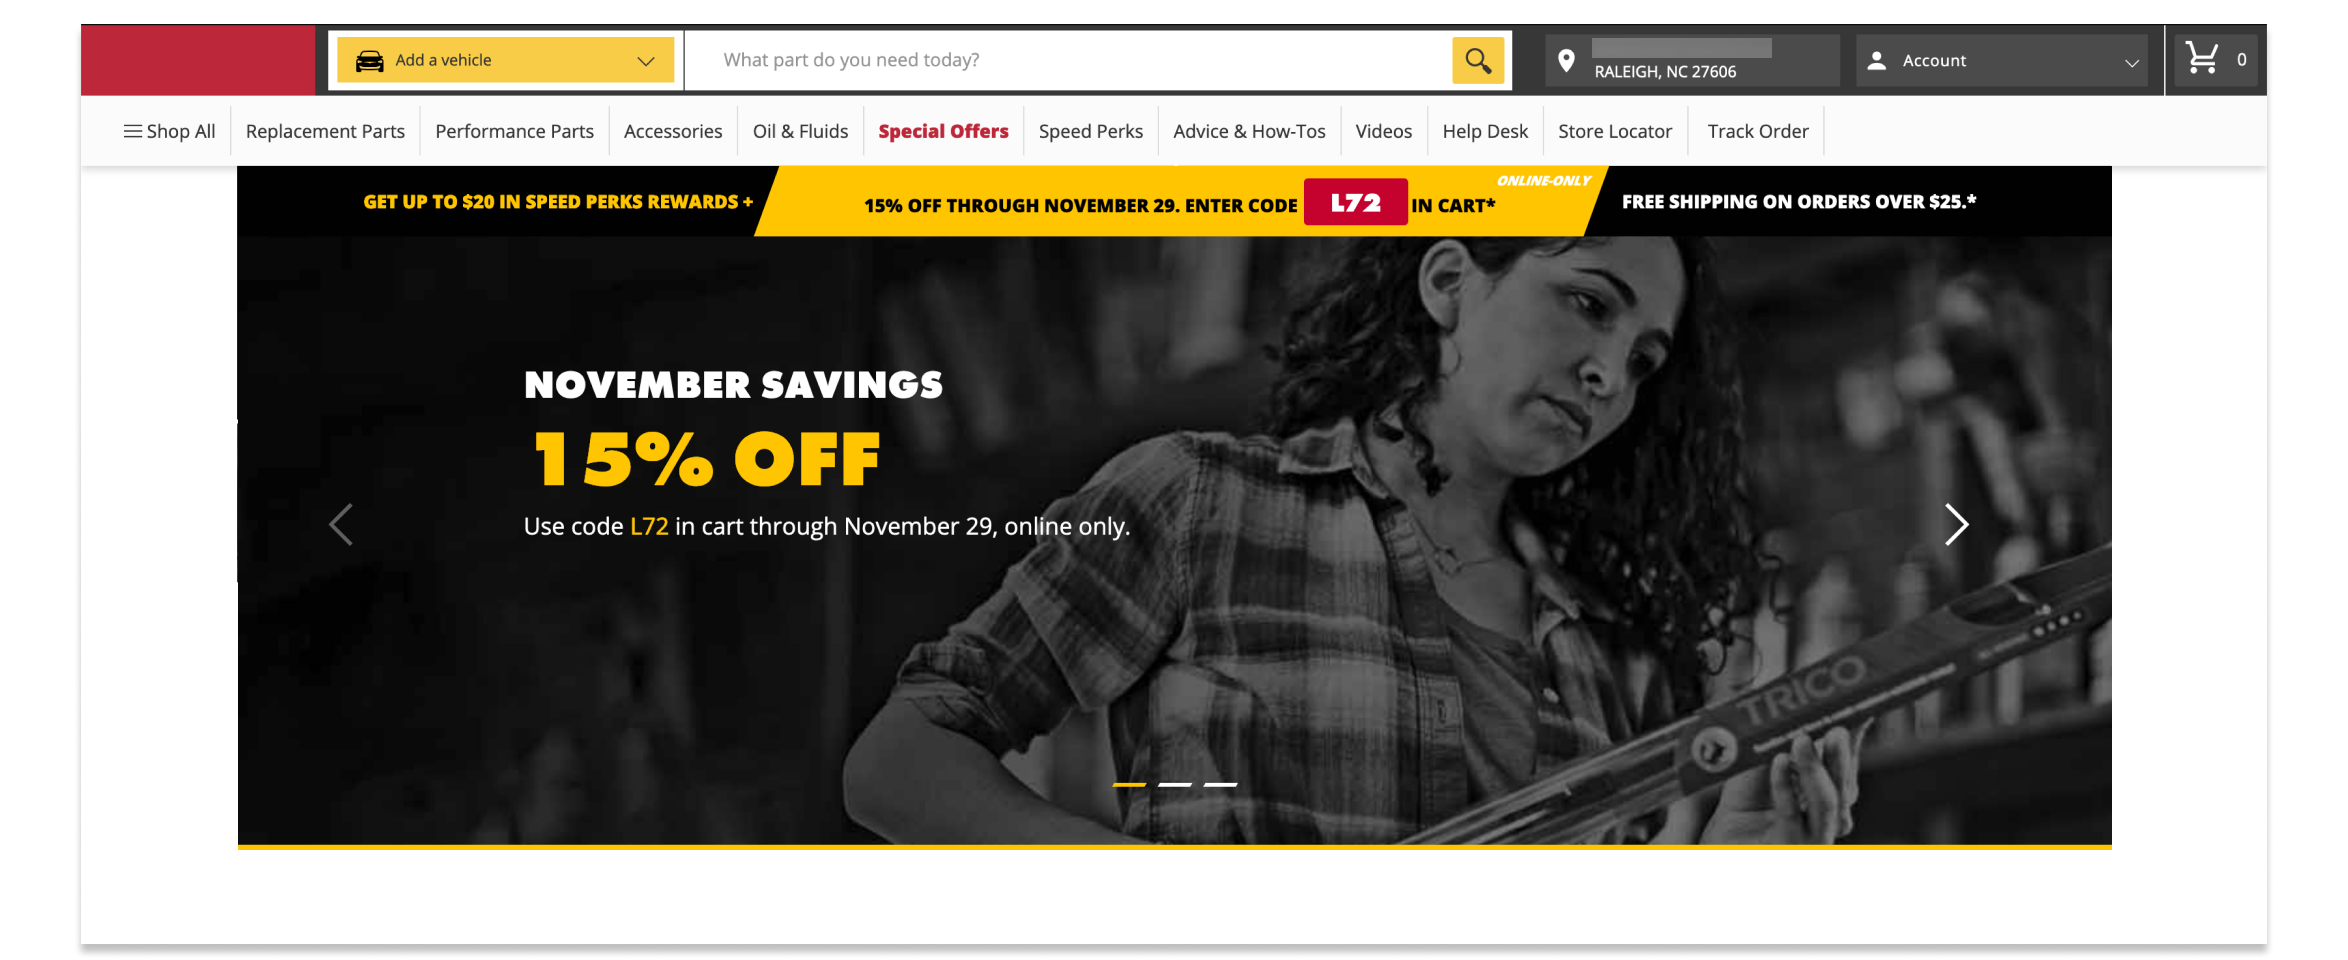 Add a vehicle
What part do you need today?
RALEIGH, NC 27606
Account
0
Shop All
Replacement Parts
Performance Parts
Accessories
Oil & Fluids
Special Offers
Speed Perks
Advice & How-Tos
Videos
Help Desk
Store Locator
Track Order
GET UP TO $20 IN SPEED PERKS REWARDS +
ONLINE-ONLY
15% OFF THROUGH NOVEMBER 29. ENTER CODE L72 IN CART*
FREE SHIPPING ON ORDERS OVER $25.*
NOVEMBER SAVINGS
15% OFF
Use code L72 in cart through November 29, online only.
TRICO